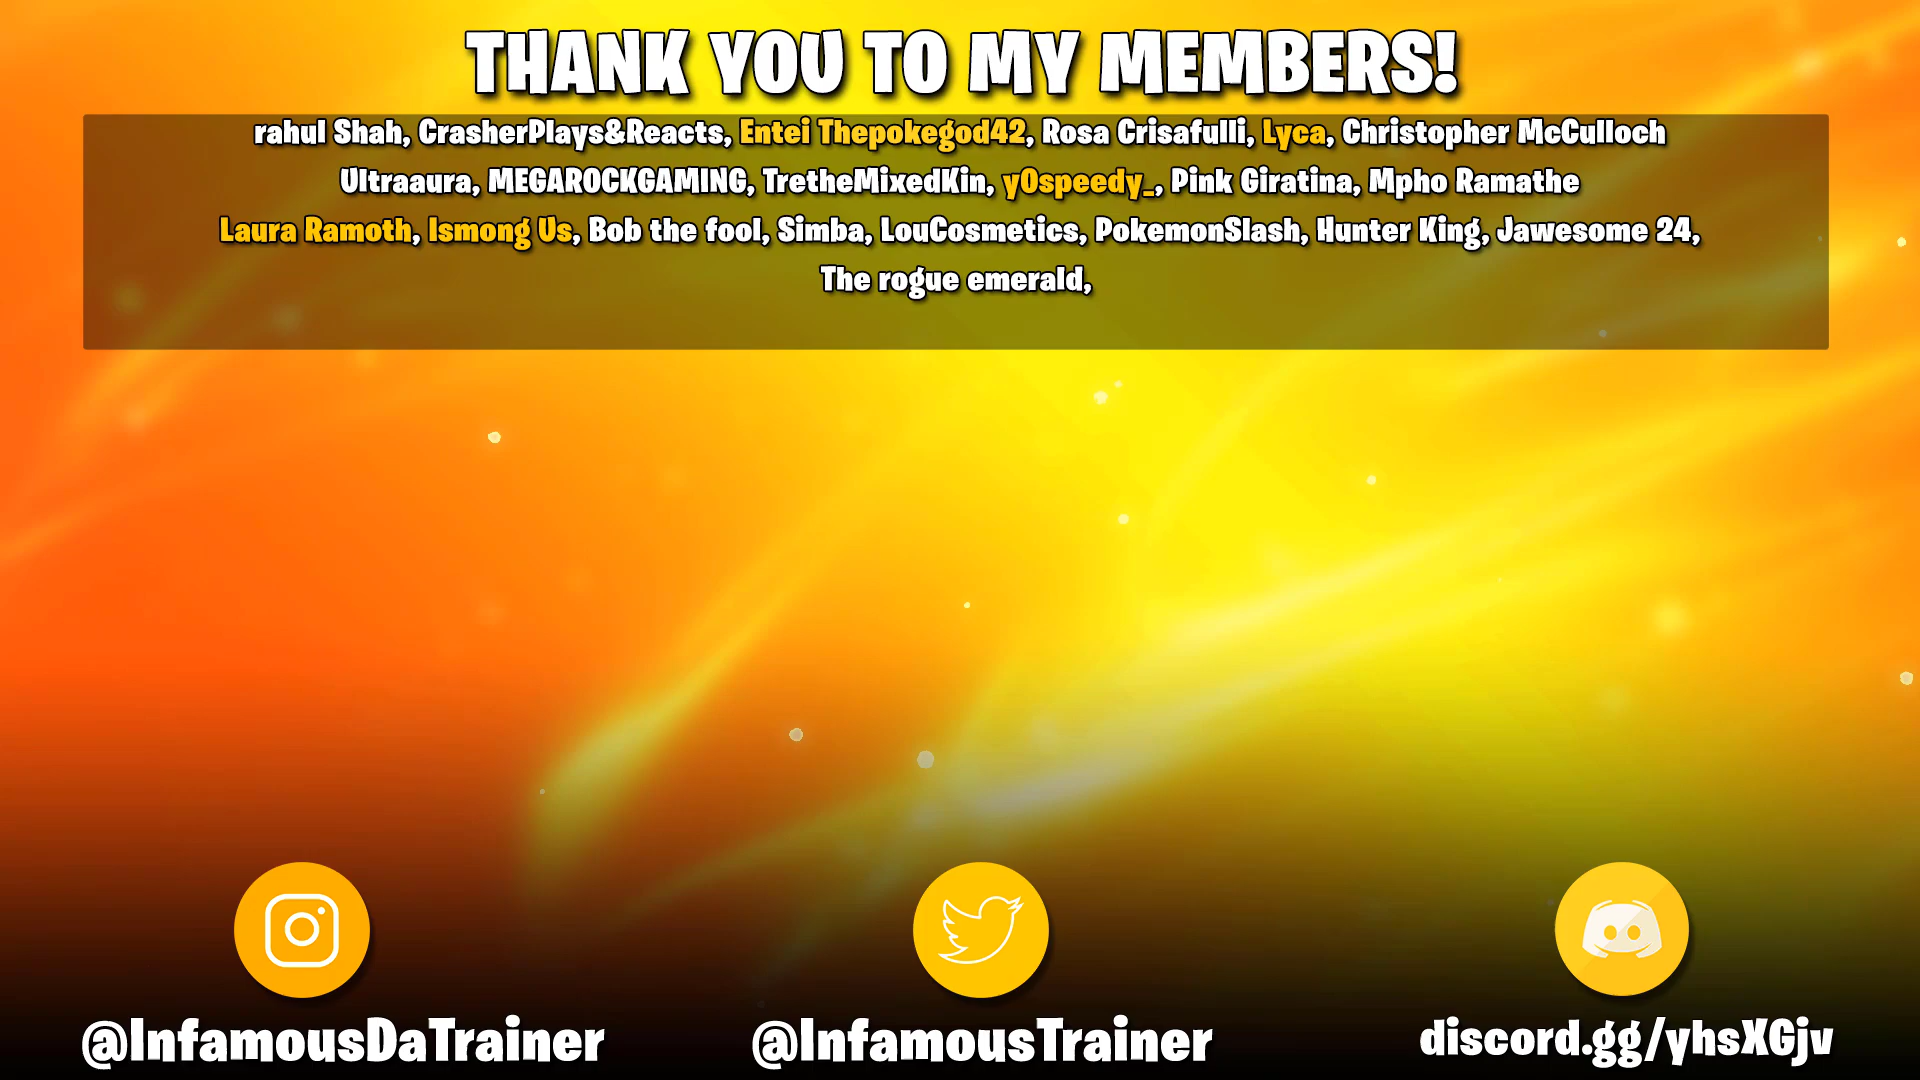 THANK YOU TO MY MEMBERS!
rahul Shah, CrasherPlays&Reacts, Entei Thepokegod42, Rosa Crisafulli, Lyca, Christopher McCulloch
Ultraaura, MEGAROCKGAMING, TretheMixedKin, y0speedy_, Pink Giratina, Mpho Ramathe
Laura Ramoth, Ismong Us, Bob the fool, Simba, LouCosmetics, PokemonSlash, Hunter King, Jawesome 24,
The rogue emerald,
@InfamousDaTrainer
@InfamousTrainer
discord.gg/yhsXGjv